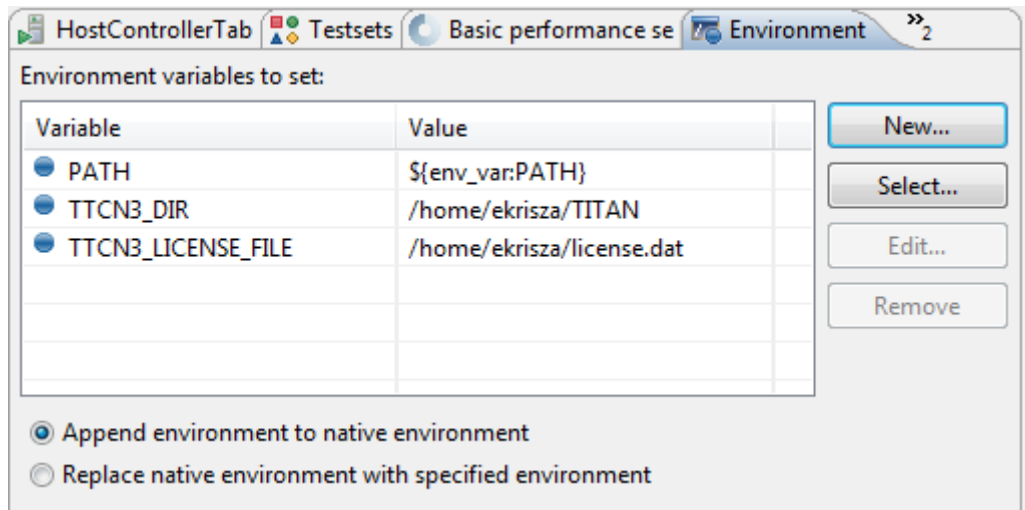 HostControllerTab Testsets Basic performance se Environment »2
Environment variables to set:
Variable Value New...
PATH ${env_var:PATH} Select...
TTCN3_DIR /home/ekrisza/TITAN
TTCN3_LICENSE_FILE /home/ekrisza/license.dat Edit...
Remove
Append environment to native environment
Replace native environment with specified environment